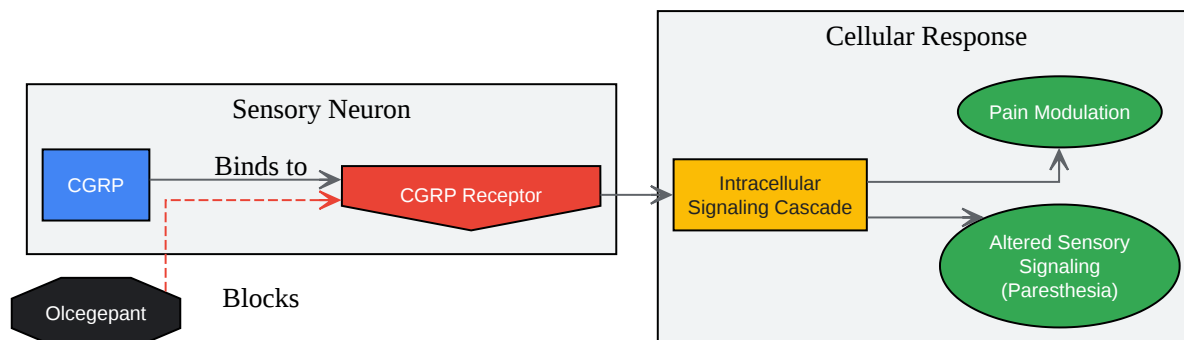 Sensory Neuron
CGRP
Binds to
CGRP Receptor
Olcegepant
Blocks
Cellular Response
Intracellular
Signaling Cascade
Pain Modulation
Altered Sensory
Signaling
(Paresthesia)